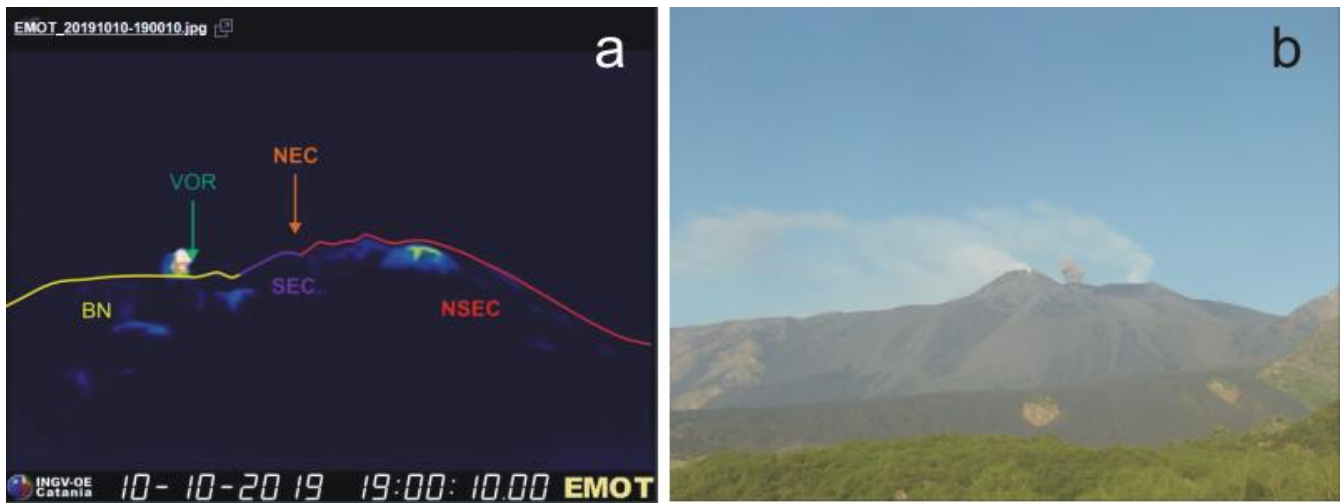 EMOT_20191010-190010.jpg
a
b
NEC
VOR
SEC
BN
NSEC
INGV-OE
Catania
10-10-2019 19:00:10.00 EMOT